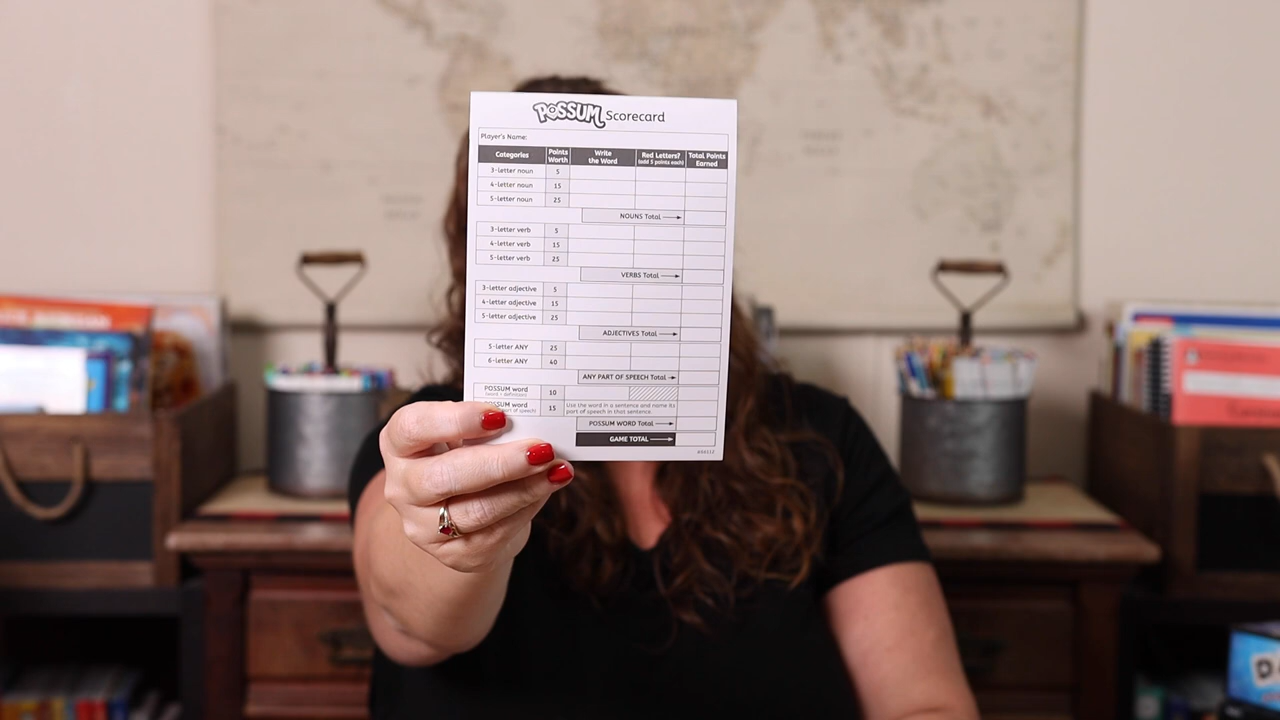 POSSUM Scorecard
Player's Name:
Categories Points Worth Write the Word Red Letters? (add 5 points each) Total Points Earned
3-letter noun 5
4-letter noun 15
5-letter noun 25
NOUNS Total
3-letter verb 5
4-letter verb 15
5-letter verb 25
VERBS Total
3-letter adjective 5
4-letter adjective 15
5-letter adjective 25
ADJECTIVES Total
5-letter ANY 25
6-letter ANY 40
ANY PART OF SPEECH Total
POSSUM word (word + definition) 10
POSSUM word part of speech) 15 Use the word in a sentence and name its part of speech in that sentence.
POSSUM WORD Total
GAME TOTAL